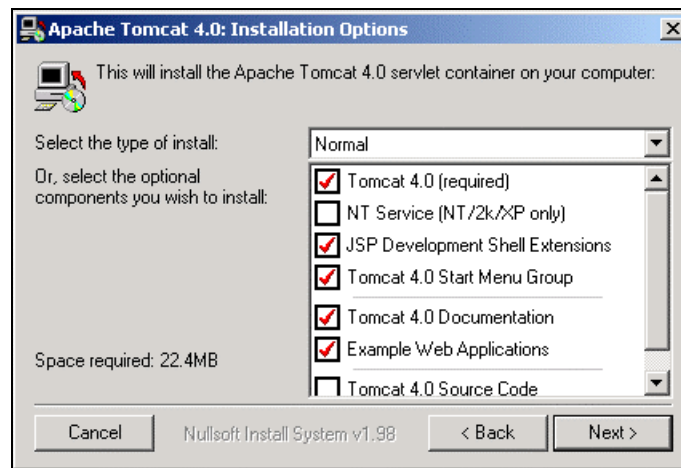 Apache Tomcat 4.0: Installation Options
This will install the Apache Tomcat 4.0 servlet container on your computer:
Select the type of install:
Normal
Or, select the optional
components you wish to install:
Tomcat 4.0 (required)
NT Service (NT/2k/XP only)
JSP Development Shell Extensions
Tomcat 4.0 Start Menu Group
Tomcat 4.0 Documentation
Example Web Applications
Tomcat 4.0 Source Code
Space required: 22.4MB
Cancel
Nullsoft Install System v1.98
< Back
Next >